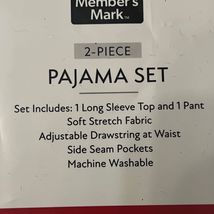 Member's
Mark™
2-PIECE
PAJAMA SET
Set Includes: 1 Long Sleeve Top and 1 Pant
Soft Stretch Fabric
Adjustable Drawstring at Waist
Side Seam Pockets
Machine Washable